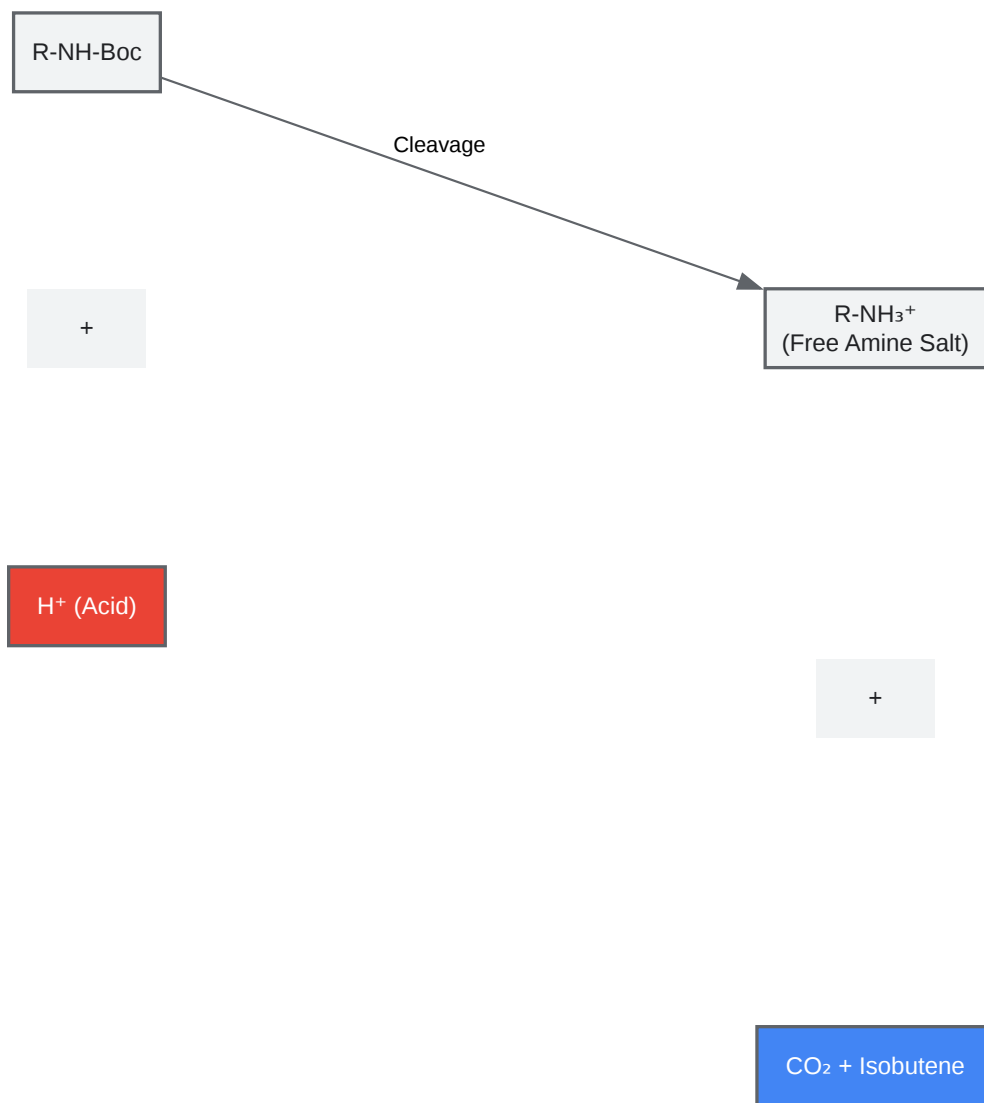 R-NH-Boc
Cleavage
+
R-NH₃⁺
(Free Amine Salt)
H⁺ (Acid)
+
CO₂ + Isobutene